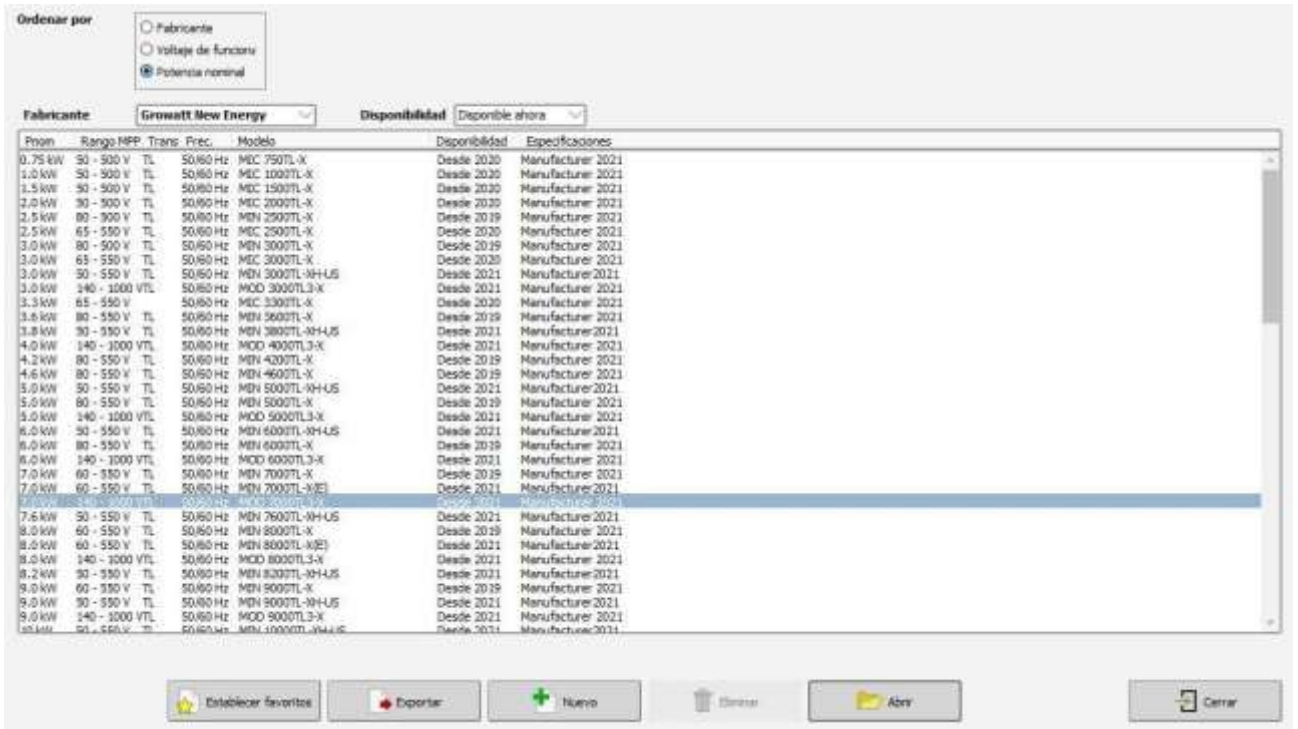 Ordenar por
Fabricante
Voltaje de funciona
Potencia nominal
Fabricante Growatt New Energy Disponibilidad Disponible ahora
Pnom Rango MPP Trans Frec. Modelo Disponibilidad Especificaciones
0.75 kW 50 - 500 V TL 50/60 Hz MIC 750TL-X Desde 2020 Manufacturer 2021
1.0 kW 50 - 500 V TL 50/60 Hz MIC 1000TL-X Desde 2020 Manufacturer 2021
1.5 kW 50 - 500 V TL 50/60 Hz MIC 1500TL-X Desde 2020 Manufacturer 2021
2.0 kW 50 - 500 V TL 50/60 Hz MIC 2000TL-X Desde 2020 Manufacturer 2021
2.5 kW 80 - 500 V TL 50/60 Hz MIN 2500TL-X Desde 2019 Manufacturer 2021
2.5 kW 65 - 550 V TL 50/60 Hz MIC 2500TL-X Desde 2020 Manufacturer 2021
3.0 kW 80 - 500 V TL 50/60 Hz MIN 3000TL-X Desde 2019 Manufacturer 2021
3.0 kW 65 - 550 V TL 50/60 Hz MIC 3000TL-X Desde 2020 Manufacturer 2021
3.0 kW 50 - 550 V TL 50/60 Hz MIN 3000TL-XH-US Desde 2021 Manufacturer2021
3.0 kW 140 - 1000 V TL 50/60 Hz MOD 3000TL3-X Desde 2021 Manufacturer 2021
3.3 kW 65 - 550 V 50/60 Hz MIC 3300TL-X Desde 2020 Manufacturer 2021
3.6 kW 80 - 550 V TL 50/60 Hz MIN 3600TL-X Desde 2019 Manufacturer 2021
3.8 kW 50 - 550 V TL 50/60 Hz MIN 3800TL-XH-US Desde 2021 Manufacturer2021
4.0 kW 140 - 1000 V TL 50/60 Hz MOD 4000TL3-X Desde 2021 Manufacturer 2021
4.2 kW 80 - 550 V TL 50/60 Hz MIN 4200TL-X Desde 2019 Manufacturer 2021
4.6 kW 80 - 550 V TL 50/60 Hz MIN 4600TL-X Desde 2019 Manufacturer 2021
5.0 kW 50 - 550 V TL 50/60 Hz MIN 5000TL-XH-US Desde 2021 Manufacturer2021
5.0 kW 80 - 550 V TL 50/60 Hz MIN 5000TL-X Desde 2019 Manufacturer 2021
5.0 kW 140 - 1000 V TL 50/60 Hz MOD 5000TL3-X Desde 2021 Manufacturer 2021
6.0 kW 50 - 550 V TL 50/60 Hz MIN 6000TL-XH-US Desde 2021 Manufacturer2021
6.0 kW 80 - 550 V TL 50/60 Hz MIN 6000TL-X Desde 2019 Manufacturer 2021
6.0 kW 140 - 1000 V TL 50/60 Hz MOD 6000TL3-X Desde 2021 Manufacturer 2021
7.0 kW 60 - 550 V TL 50/60 Hz MIN 7000TL-X Desde 2019 Manufacturer 2021
7.0 kW 60 - 550 V TL 50/60 Hz MIN 7000TL-X(E) Desde 2021 Manufacturer2021
7.0 kW 140 - 1000 V TL 50/60 Hz MOD 7000TL3-X Desde 2021 Manufacturer 2021
7.6 kW 50 - 550 V TL 50/60 Hz MIN 7600TL-XH-US Desde 2021 Manufacturer2021
8.0 kW 60 - 550 V TL 50/60 Hz MIN 8000TL-X Desde 2019 Manufacturer 2021
8.0 kW 60 - 550 V TL 50/60 Hz MIN 8000TL-X(E) Desde 2021 Manufacturer2021
8.0 kW 140 - 1000 V TL 50/60 Hz MOD 8000TL3-X Desde 2021 Manufacturer 2021
8.2 kW 50 - 550 V TL 50/60 Hz MIN 8200TL-XH-US Desde 2021 Manufacturer2021
9.0 kW 60 - 550 V TL 50/60 Hz MIN 9000TL-X Desde 2019 Manufacturer 2021
9.0 kW 50 - 550 V TL 50/60 Hz MIN 9000TL-XH-US Desde 2021 Manufacturer2021
9.0 kW 140 - 1000 V TL 50/60 Hz MOD 9000TL3-X Desde 2021 Manufacturer 2021
10 kW 50 - 550 V TL 50/60 Hz MIN 10000TL-XH-US Desde 2021 Manufacturer2021
Establecer favoritos Exportar Nuevo Eliminar Abrir Cerrar